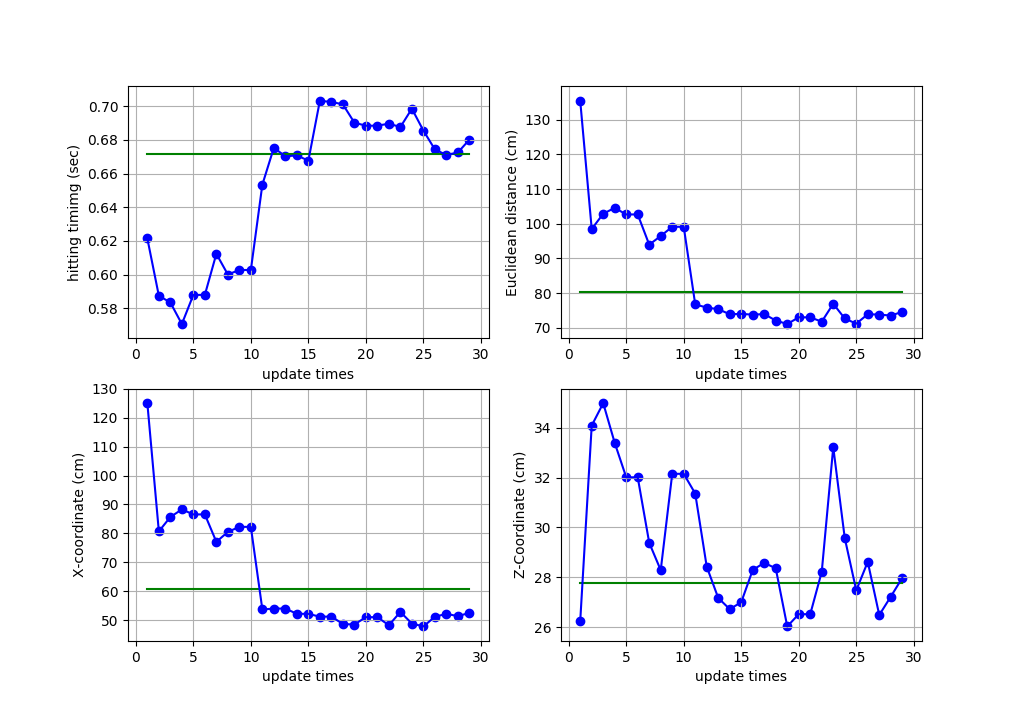 hitting timimg (sec)
0.70
0.68
0.66
0.64
0.62
0.60
0.58
0 5 10 15 20 25 30
update times
Euclidean distance (cm)
130
120
110
100
90
80
70
0 5 10 15 20 25 30
update times
X-coordinate (cm)
130
120
110
100
90
80
70
60
50
0 5 10 15 20 25 30
update times
Z-Coordinate (cm)
34
32
30
28
26
0 5 10 15 20 25 30
update times